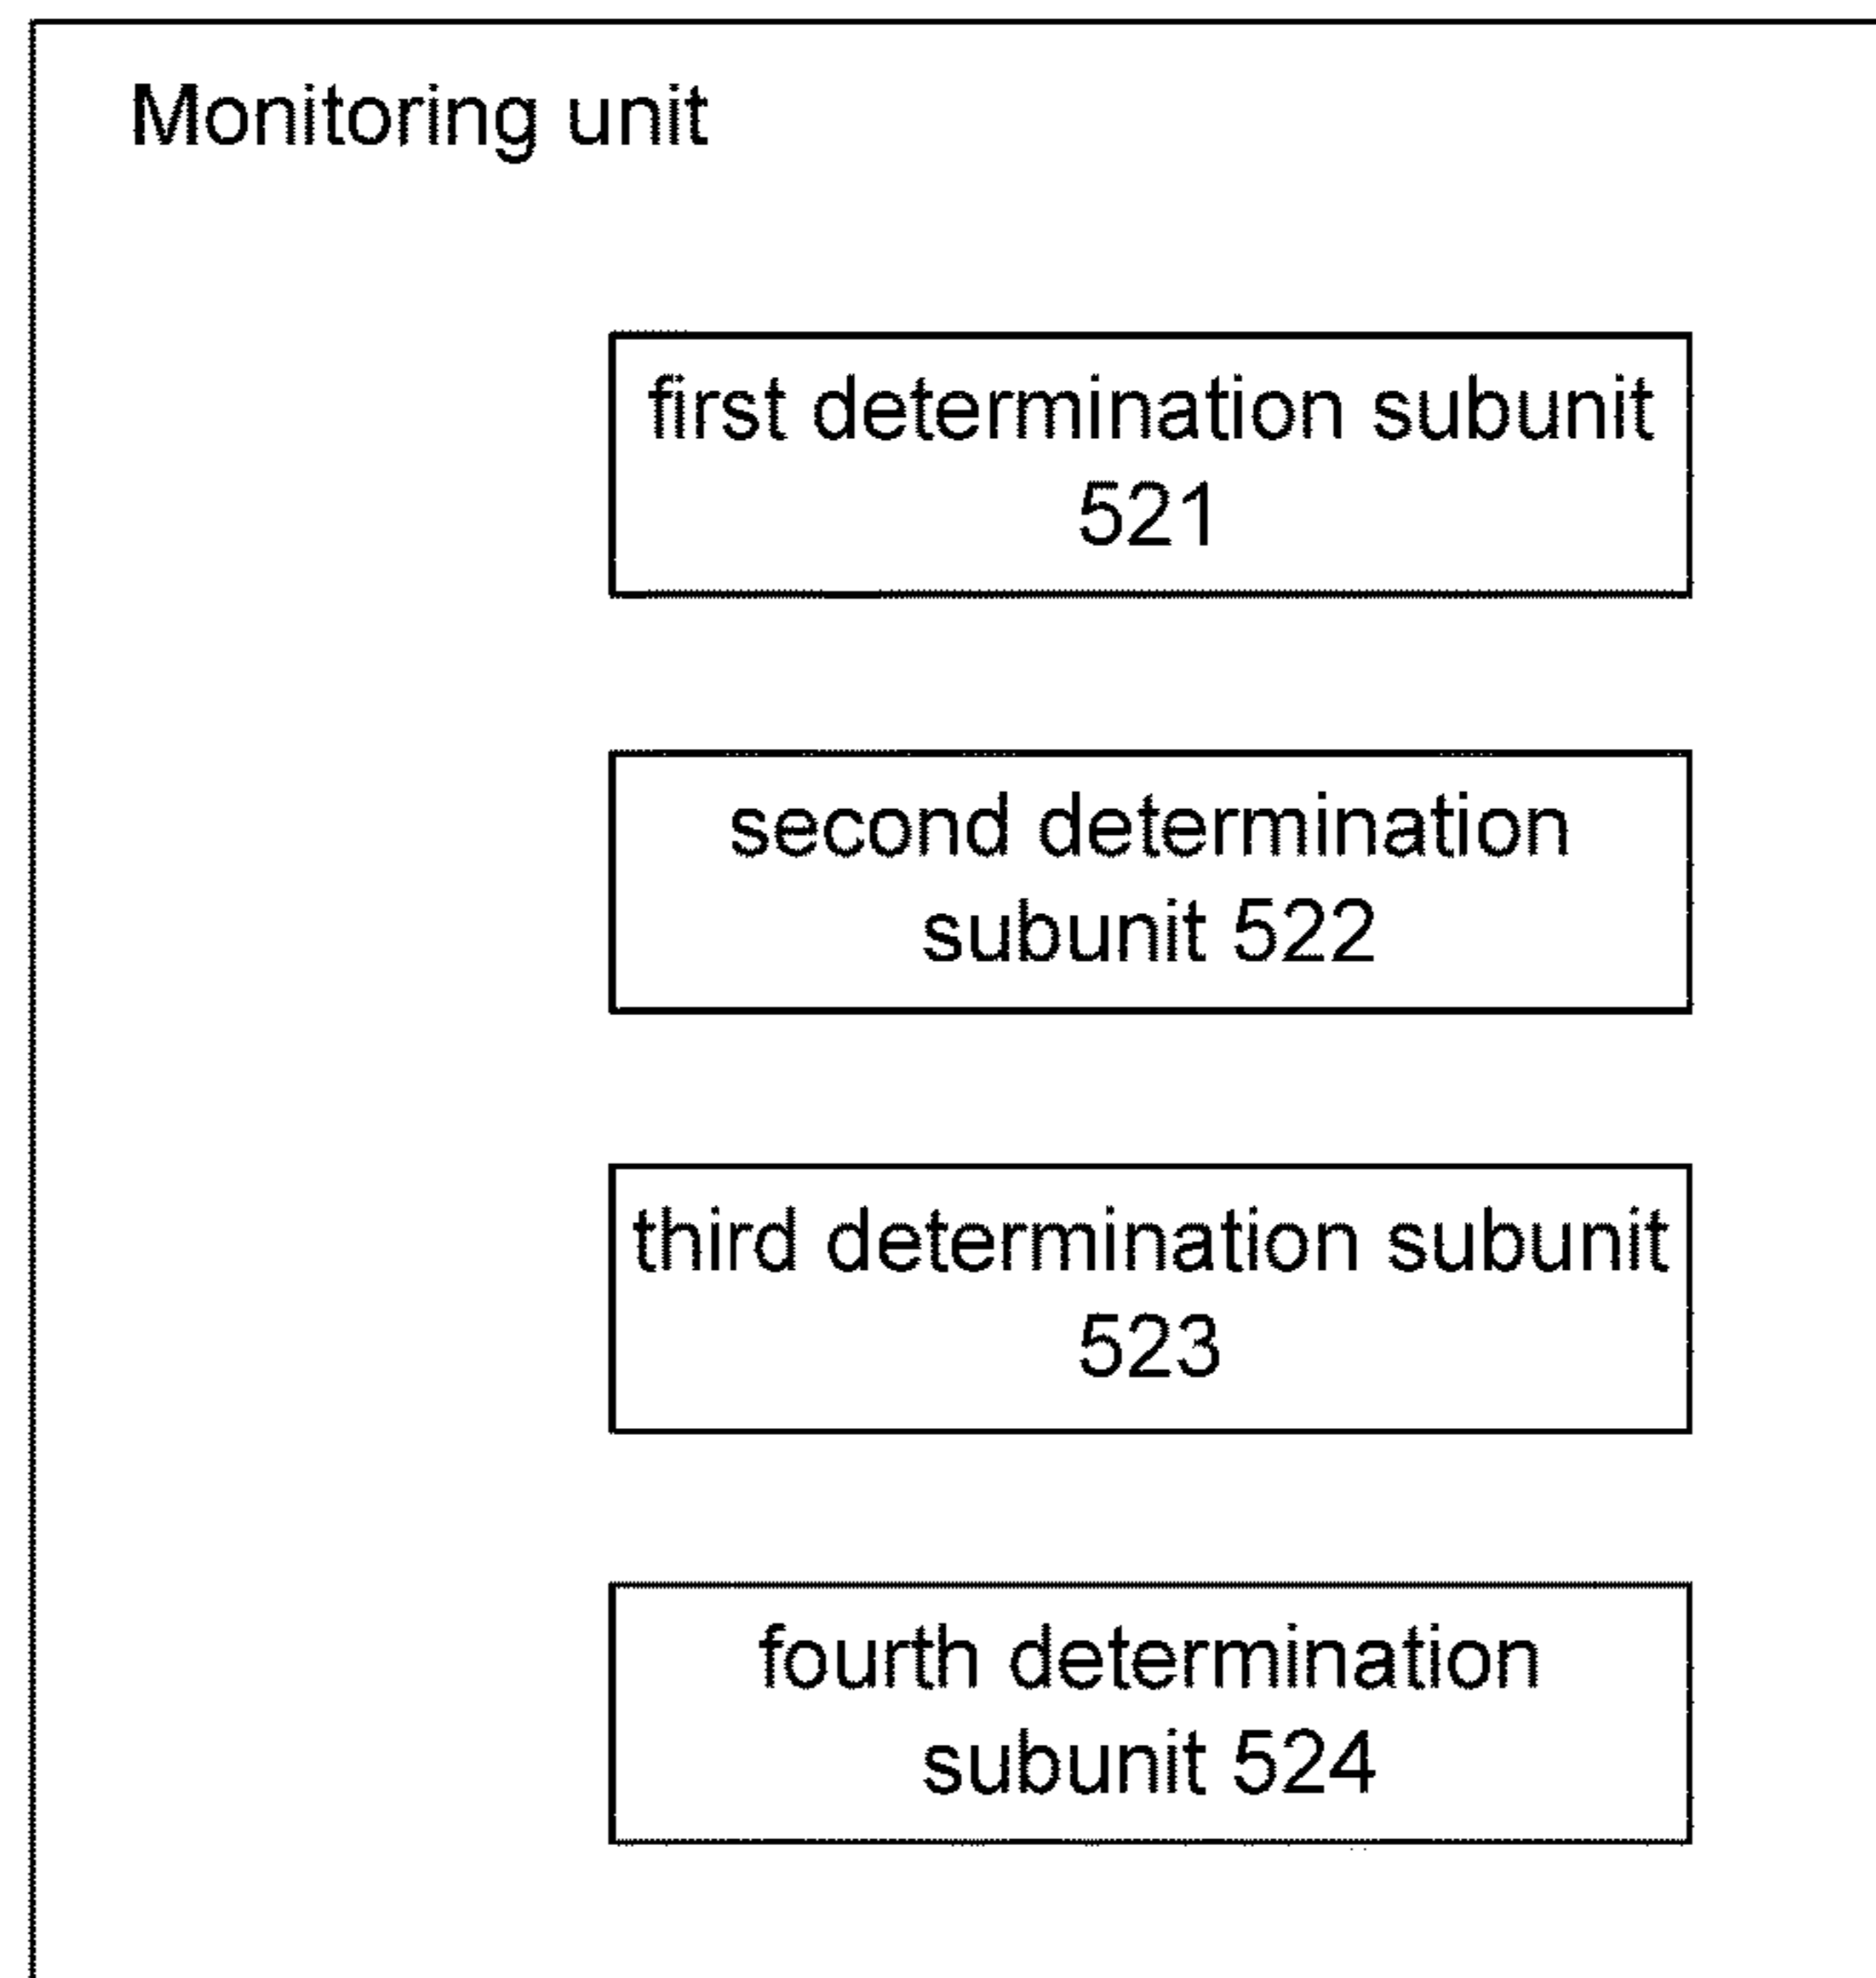 Monitoring unit
first determination subunit
521
second determination
subunit 522
third determination subunit
523
fourth determination
subunit 524